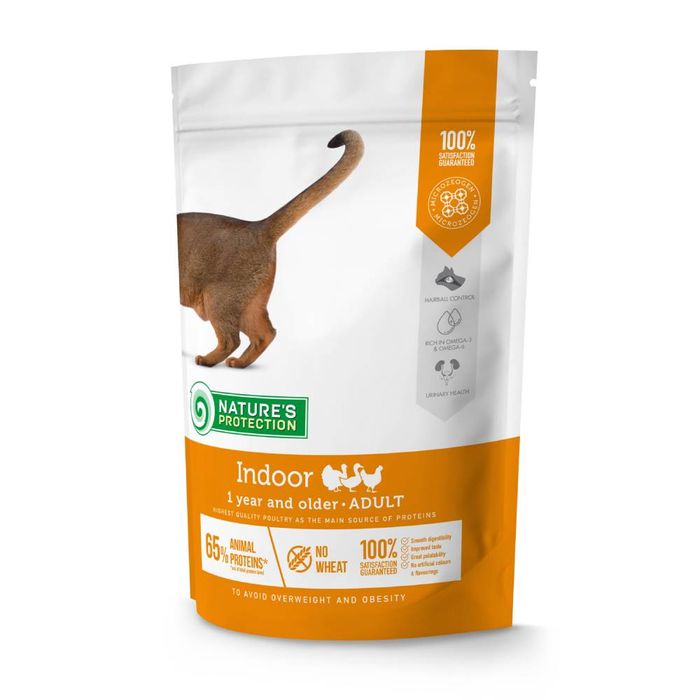 100%
SATISFACTION
GUARANTEED
MICROZEOGEN
MICROZEOGEN
HAIRBALL CONTROL
RICH IN OMEGA-3
& OMEGA-6
URINARY HEALTH
NATURE'S
PROTECTION
Indoor
1 year and older • ADULT
HIGHEST QUALITY POULTRY AS THE MAIN SOURCE OF PROTEINS
65% ANIMAL
PROTEINS*
NO
WHEAT
100%
SATISFACTION
GUARANTEED
Smooth digestibility
Improved taste
Great palatability
No artificial colours
& flavourings
TO AVOID OVERWEIGHT AND OBESITY